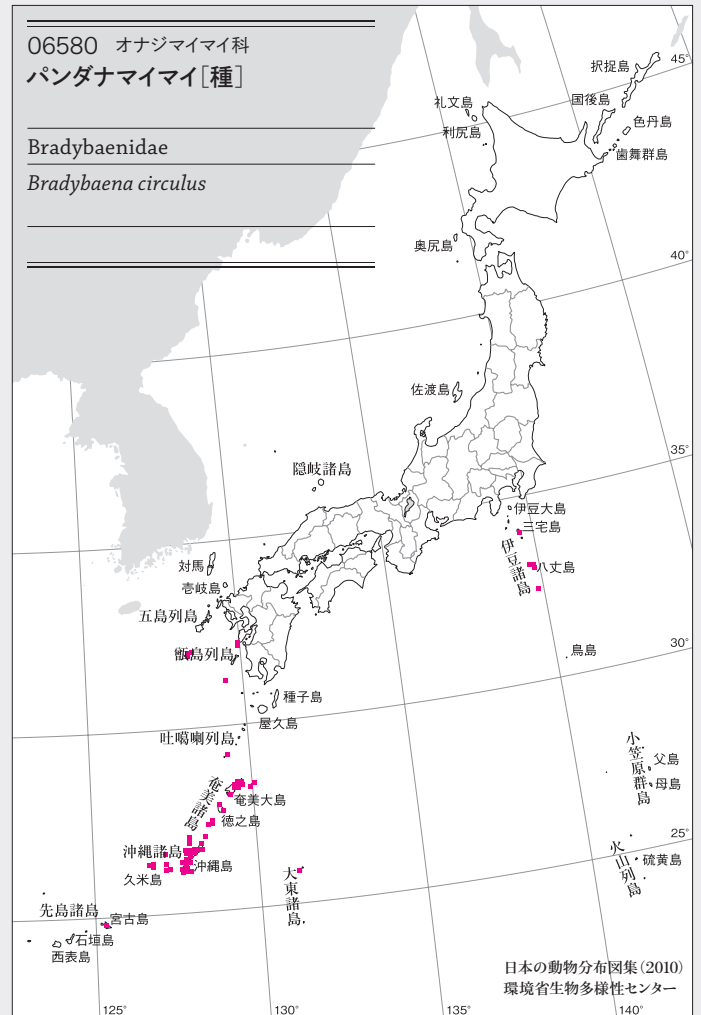 06580 オナジマイマイ科
パンダナマイマイ［種］
Bradybaenidae
Bradybaena circulus
択捉島
45°
国後島
礼文島
色丹島
利尻島
歯舞群島
奥尻島
40°
佐渡島
35°
隠岐諸島
伊豆大島
三宅島
伊豆諸島
八丈島
対馬
壱岐島
五島列島
甑島列島
30°
鳥島
種子島
屋久島
吐噶喇列島
小笠原群島
父島
母島
奄美諸島
奄美大島
徳之島
25°
沖縄諸島
沖縄島
久米島
火山列島
硫黄島
大東諸島
先島諸島
宮古島
石垣島
西表島
日本の動物分布図集（2010）
環境省生物多様性センター
125°
130°
135°
140°